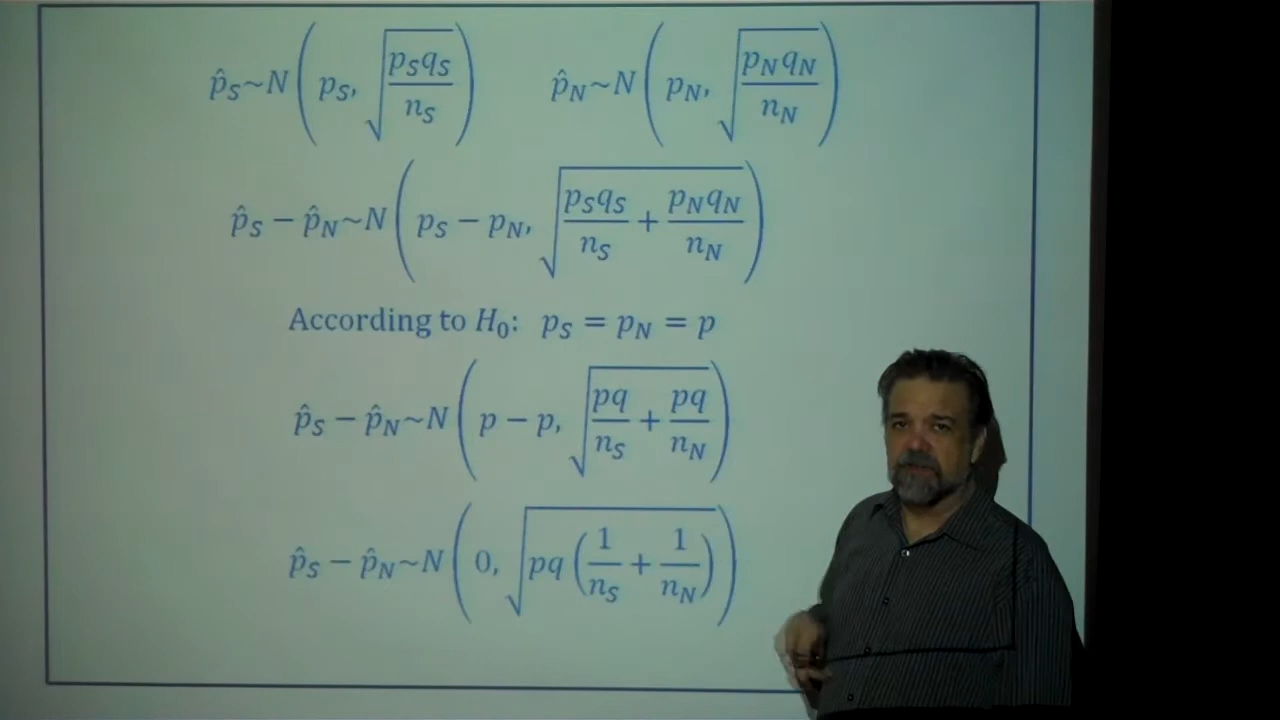 p̂_S~N(p_S, √(p_S q_S / n_S))    p̂_N~N(p_N, √(p_N q_N / n_N))
p̂_S − p̂_N~N(p_S − p_N, √(p_S q_S / n_S + p_N q_N / n_N))
According to H₀: p_S = p_N = p
p̂_S − p̂_N~N(p − p, √(pq / n_S + pq / n_N))
p̂_S − p̂_N~N(0, √(pq (1 / n_S + 1 / n_N)))